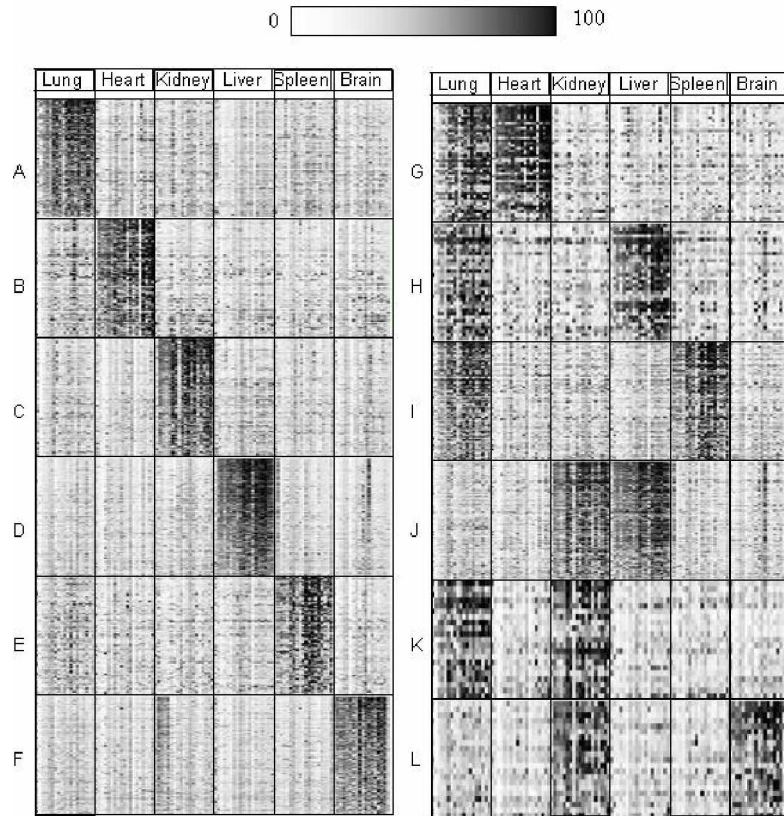 0 100
Lung Heart Kidney Liver Spleen Brain
A
B
C
D
E
F
Lung Heart Kidney Liver Spleen Brain
G
H
I
J
K
L